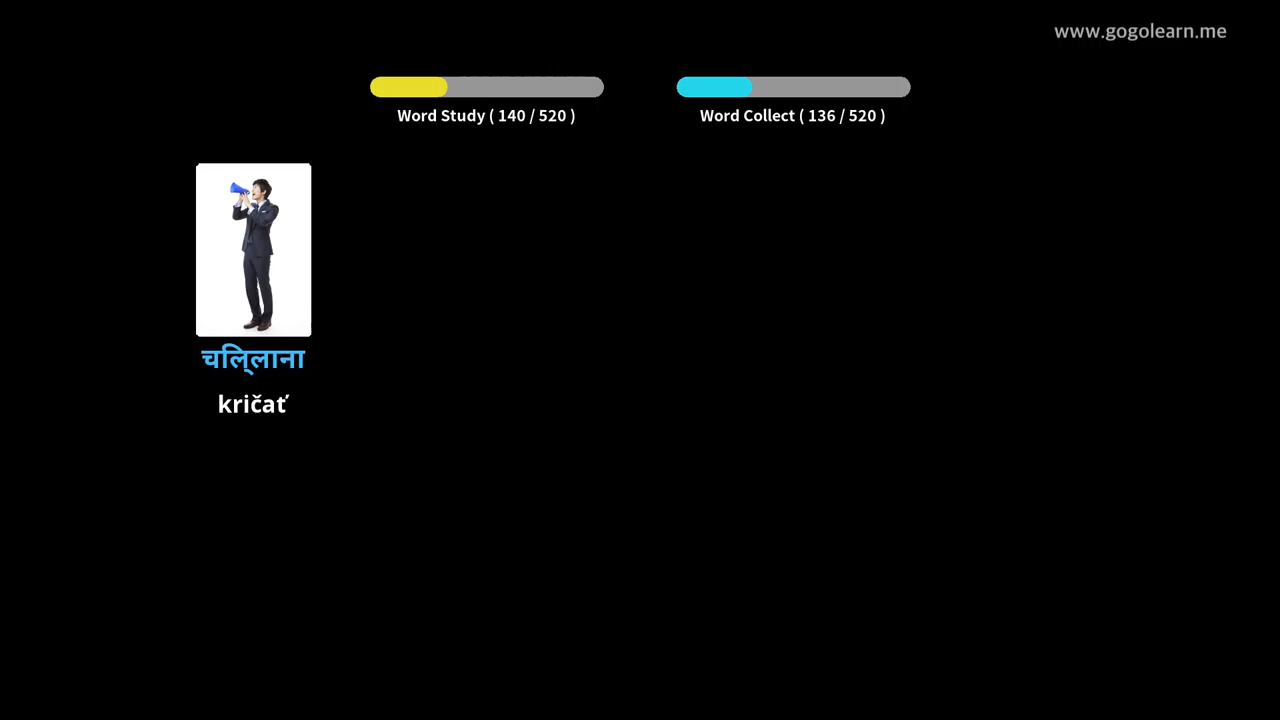 www.gogolearn.me
Word Study ( 140 / 520 )
Word Collect ( 136 / 520 )
चलि्लाना
kričať